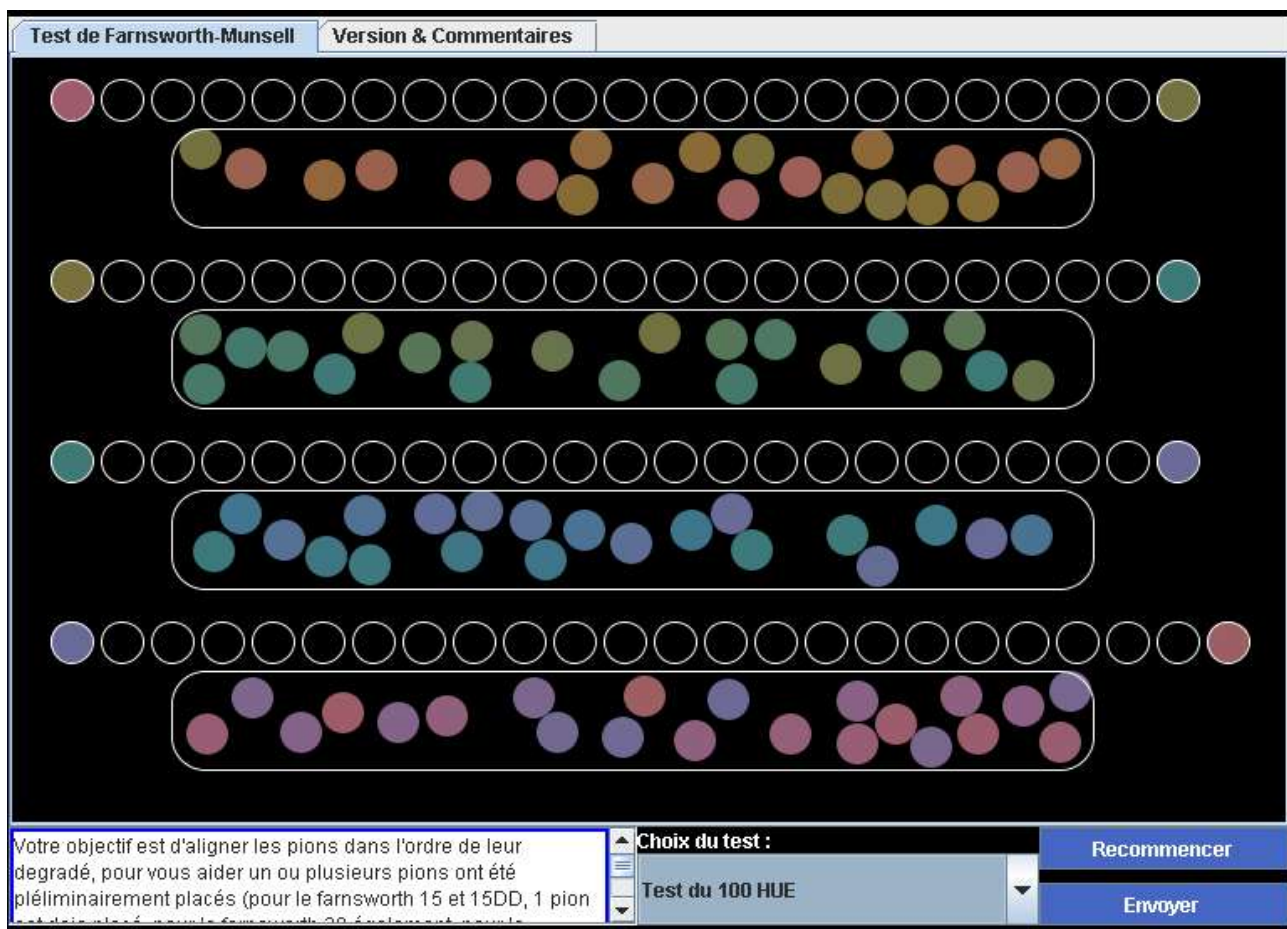 Test de Farnsworth-Munsell
Version & Commentaires
Votre objectif est d'aligner les pions dans l'ordre de leur
degradé, pour vous aider un ou plusieurs pions ont été
pléliminairement placés (pour le farnsworth 15 et 15DD, 1 pion
Choix du test :
Test du 100 HUE
Recommencer
Envoyer